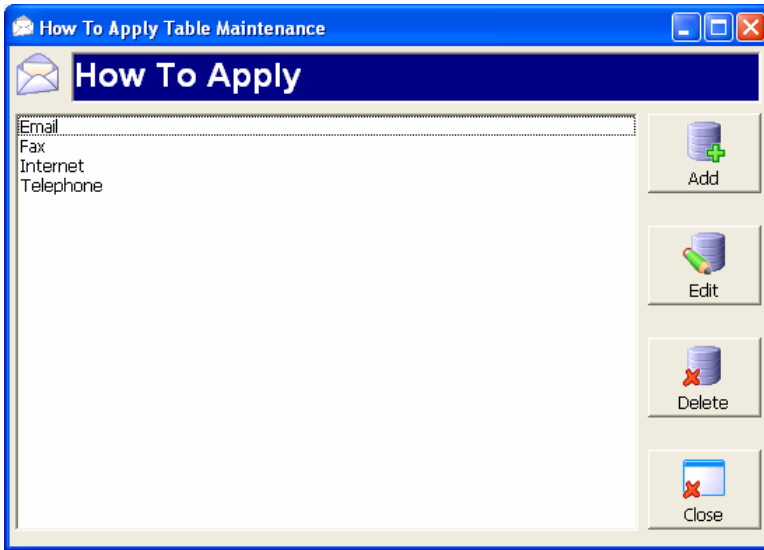 How To Apply Table Maintenance
How To Apply
Email
Fax
Internet
Telephone
Add
Edit
Delete
Close